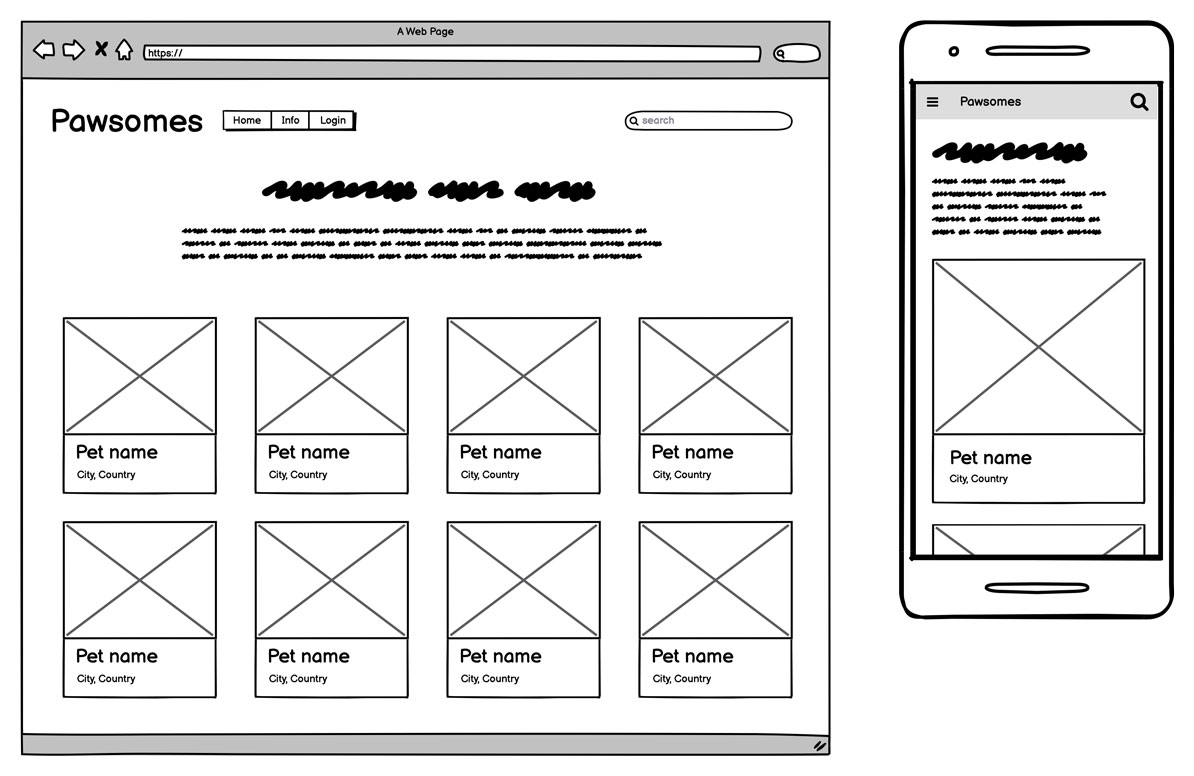 A Web Page
https://
Pawsomes
Home Info Login
search
Pet name Pet name Pet name Pet name
City, Country City, Country City, Country City, Country
Pet name Pet name Pet name Pet name
City, Country City, Country City, Country City, Country
Pawsomes
Pet name
City, Country